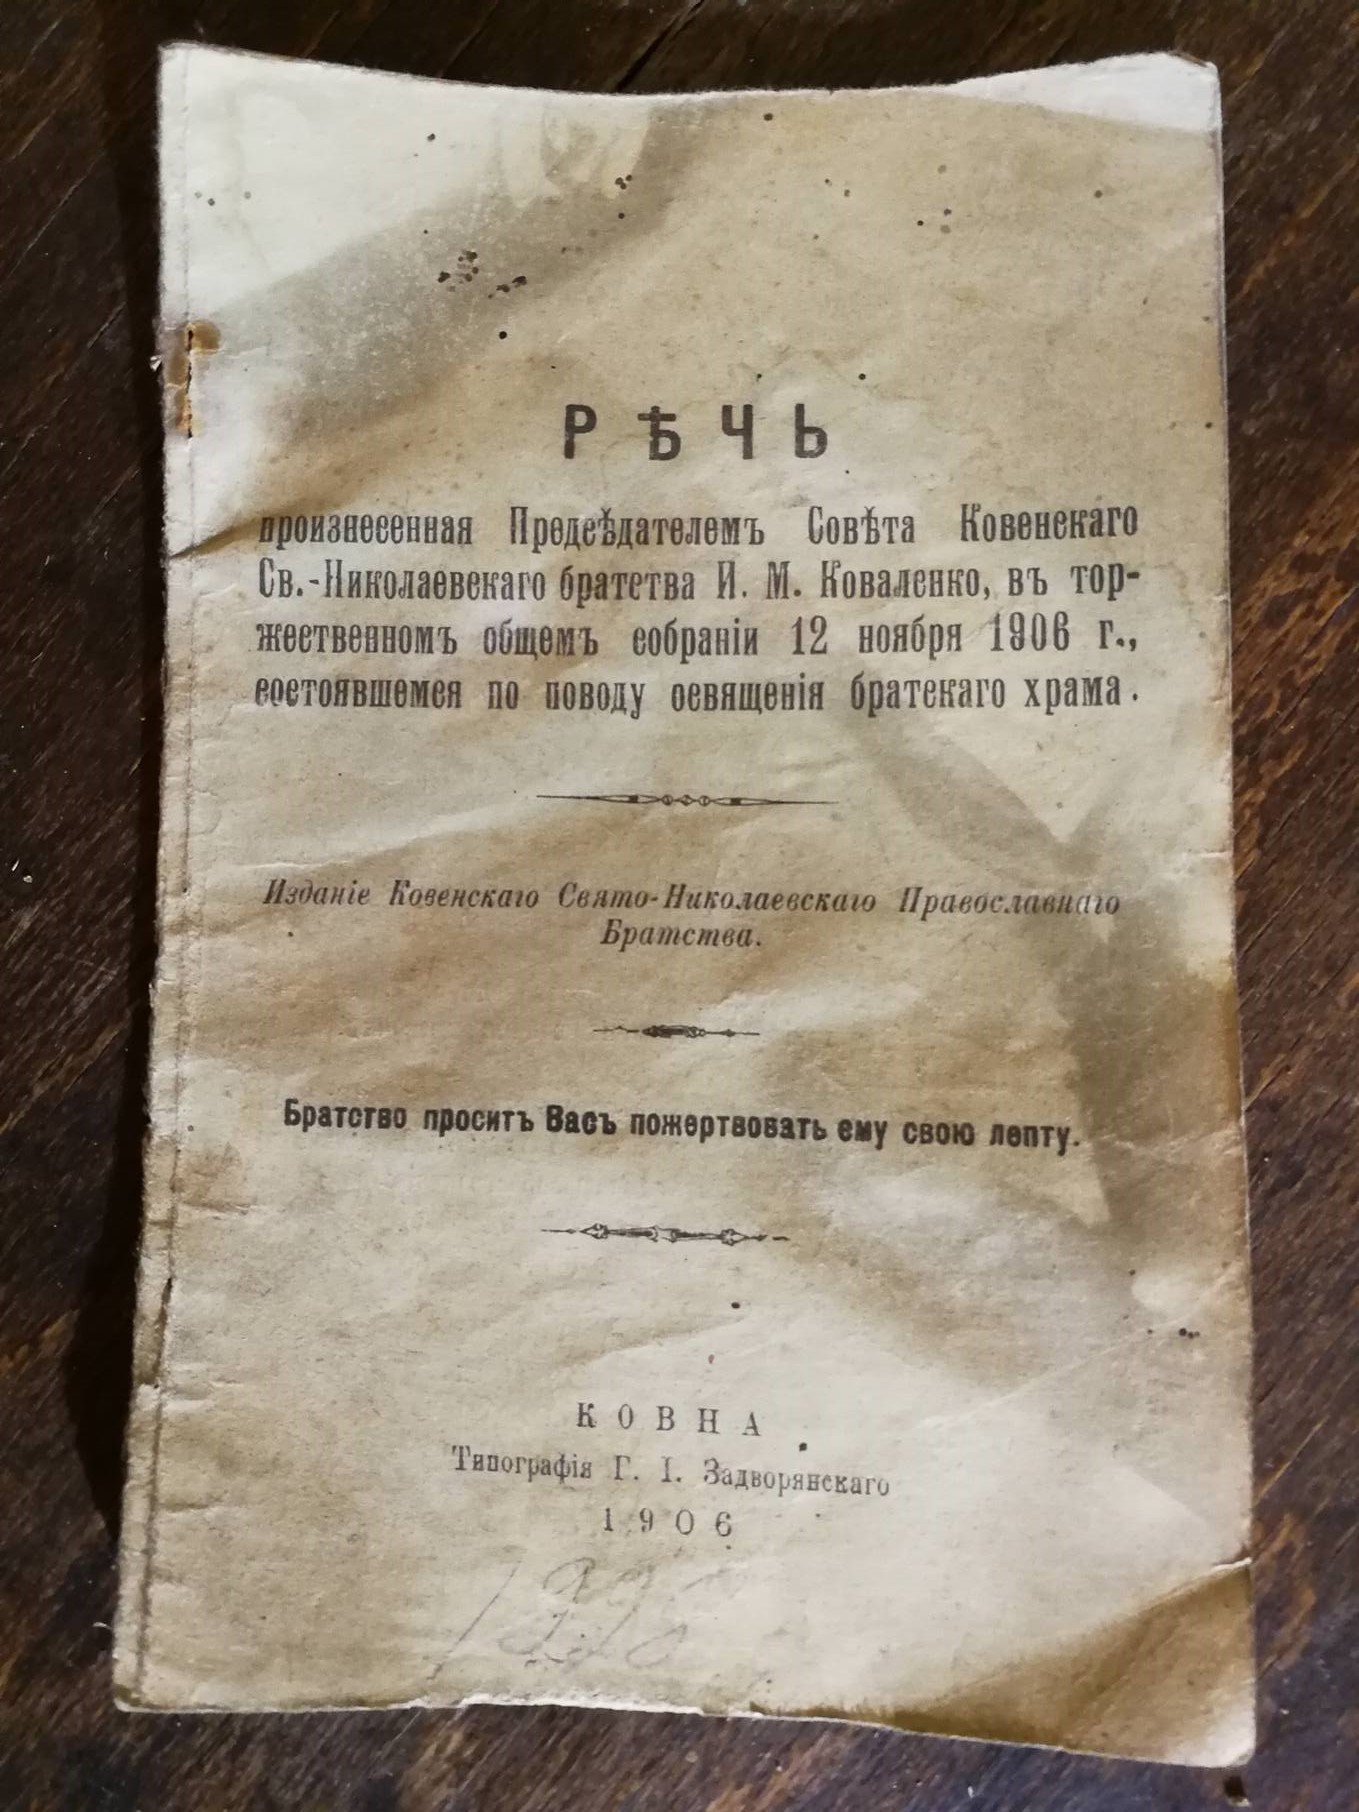 РѢЧЬ
произнесенная Предсѣдателемъ Совѣта Ковенскаго
Св.-Николаевскаго братства И. М. Коваленко, въ тор-
жественномъ общемъ собраніи 12 ноября 1906 г.,
состоявшемся по поводу освященія братскаго храма.
Изданіе Ковенскаго Свято-Николаевскаго Православнаго
Братства.
Братство проситъ Васъ пожертвовать ему свою лепту.
КОВНА
Типографія Г. І. Задворянскаго
1906